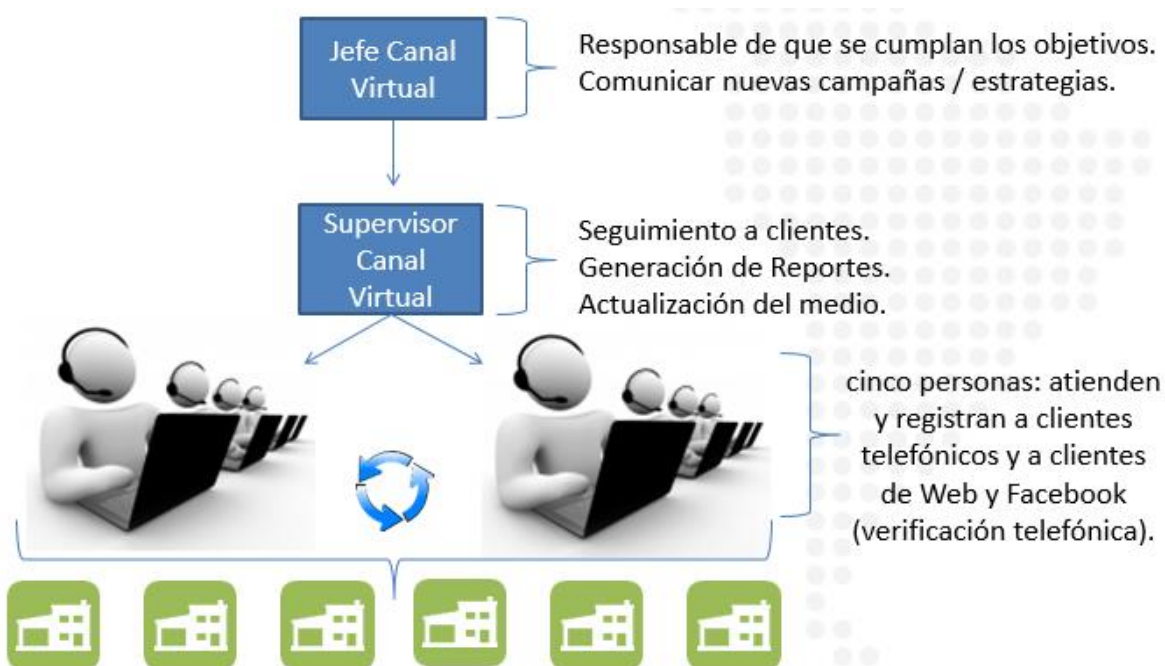 Jefe Canal
Virtual
Responsable de que se cumplan los objetivos.
Comunicar nuevas campañas / estrategias.
Supervisor
Canal
Virtual
Seguimiento a clientes.
Generación de Reportes.
Actualización del medio.
cinco personas: atienden
y registran a clientes
telefónicos y a clientes
de Web y Facebook
(verificación telefónica).